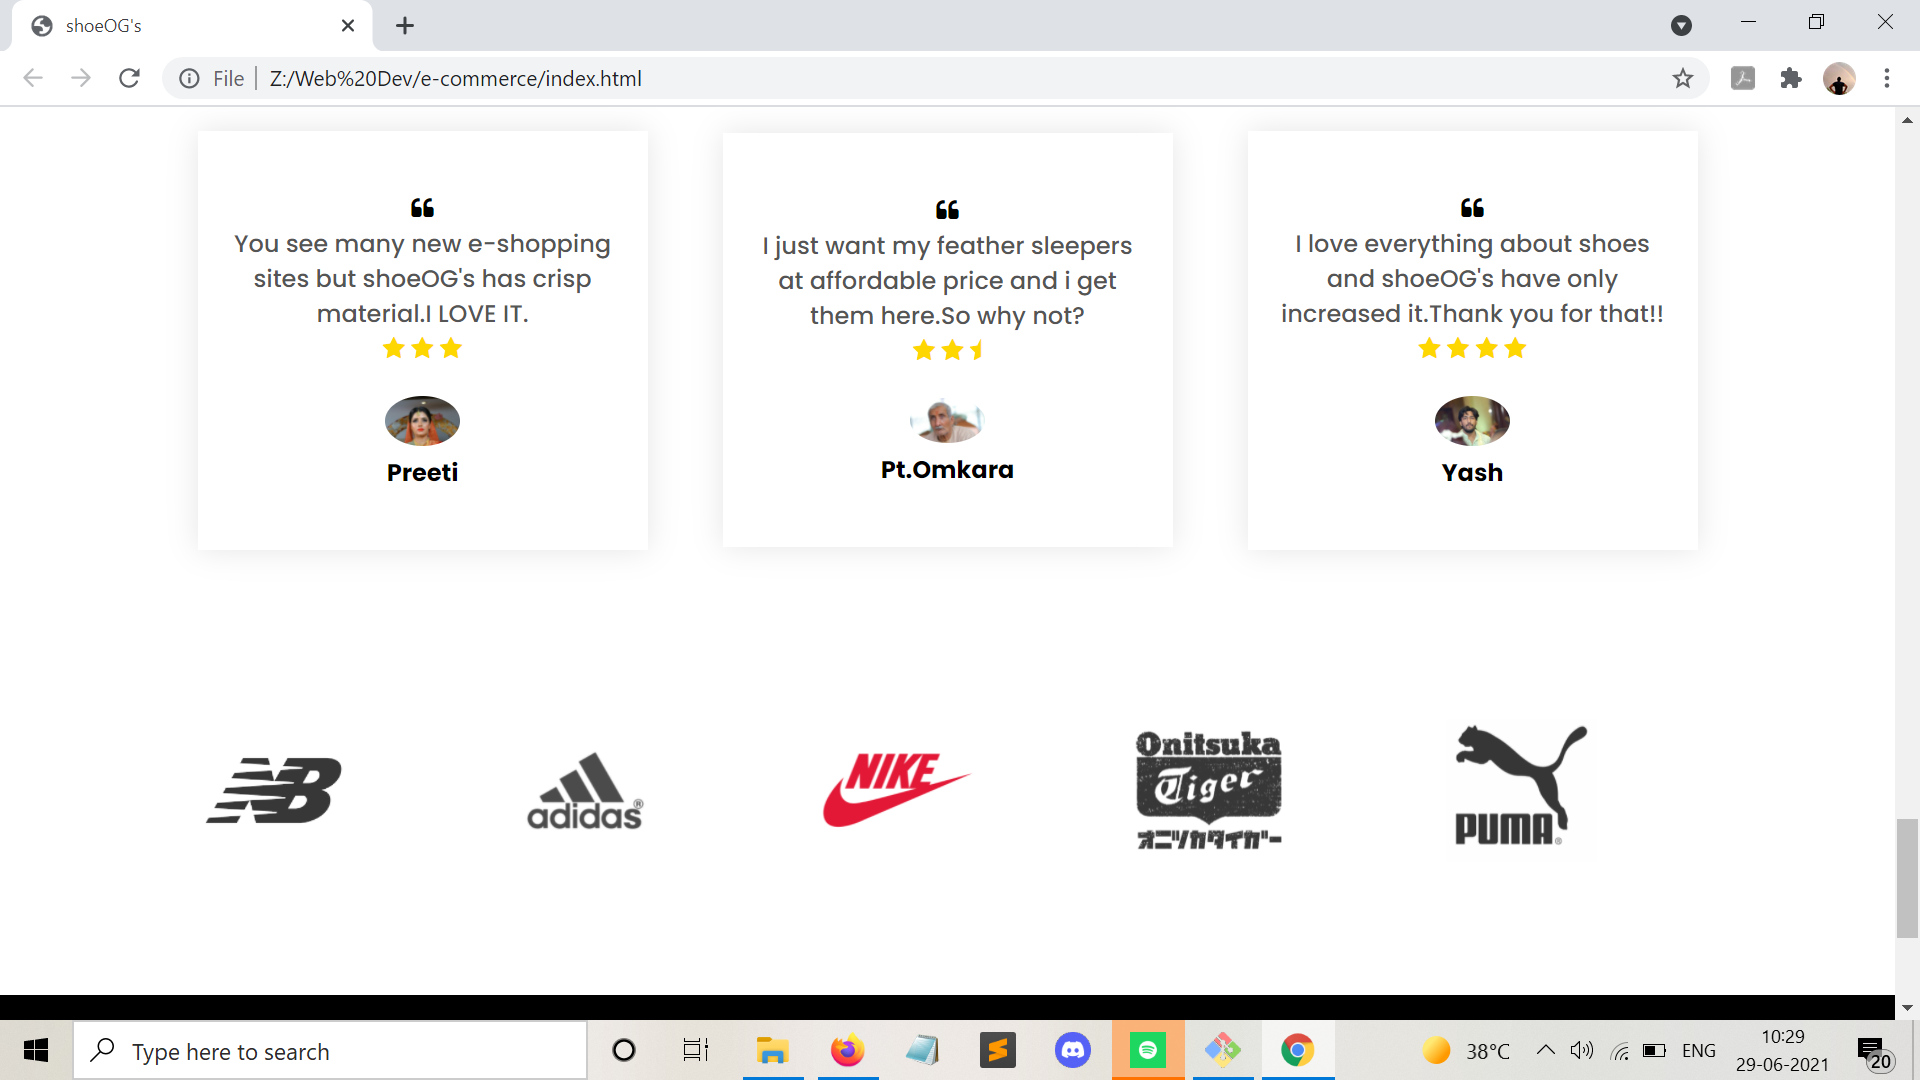 shoeOG's
File
Z:/Web%20Dev/e-commerce/index.html
You see many new e-shopping
sites but shoeOG's has crisp
material.I LOVE IT.
Preeti
I just want my feather sleepers
at affordable price and i get
them here.So why not?
Pt.Omkara
I love everything about shoes
and shoeOG's have only
increased it.Thank you for that!!
Yash
NB
adidas®
NIKE
Onitsuka
Tiger
オニツカタイガー
PUMA®
Type here to search
38°C
ENG
10:29
29-06-2021
20